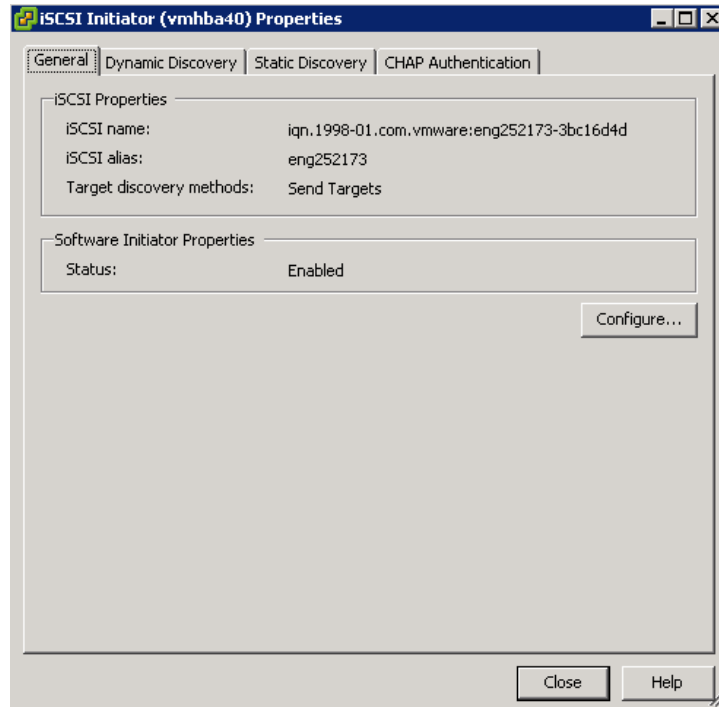 iSCSI Initiator (vmhba40) Properties
General Dynamic Discovery Static Discovery CHAP Authentication
iSCSI Properties
iSCSI name: iqn.1998-01.com.vmware:eng252173-3bc16d4d
iSCSI alias: eng252173
Target discovery methods: Send Targets
Software Initiator Properties
Status: Enabled
Configure...
Close Help